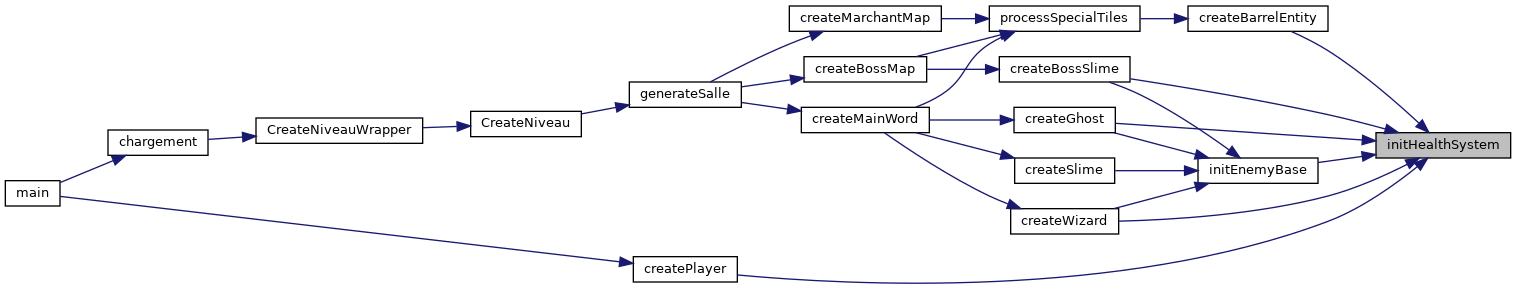 createMarchantMap
processSpecialTiles
createBarrelEntity
createBossMap
createBossSlime
generateSalle
createMainWord
createGhost
CreateNiveau
CreateNiveauWrapper
chargement
initHealthSystem
createSlime
initEnemyBase
main
createWizard
createPlayer